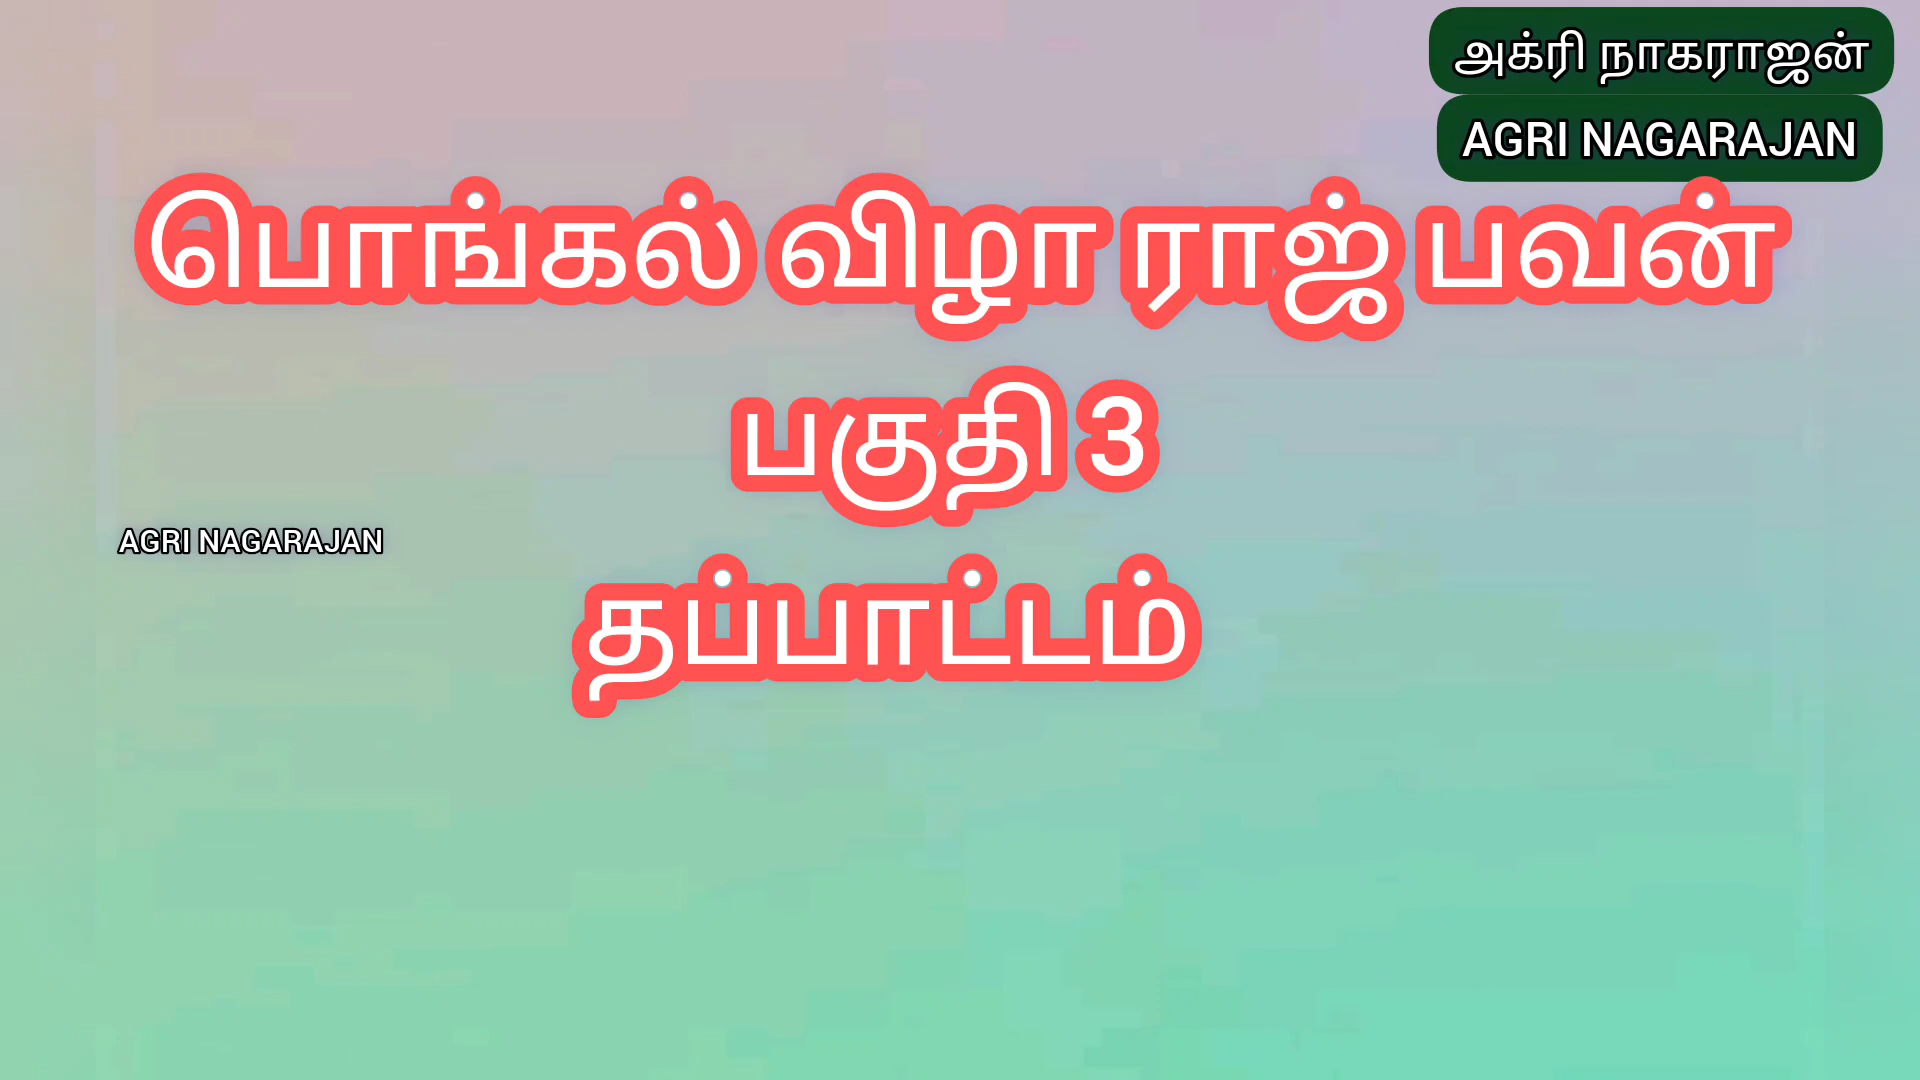 அக்ரி நாகராஜன்
AGRI NAGARAJAN
பொங்கல் விழா ராஜ் பவன்
பகுதி 3
AGRI NAGARAJAN
தப்பாட்டம்